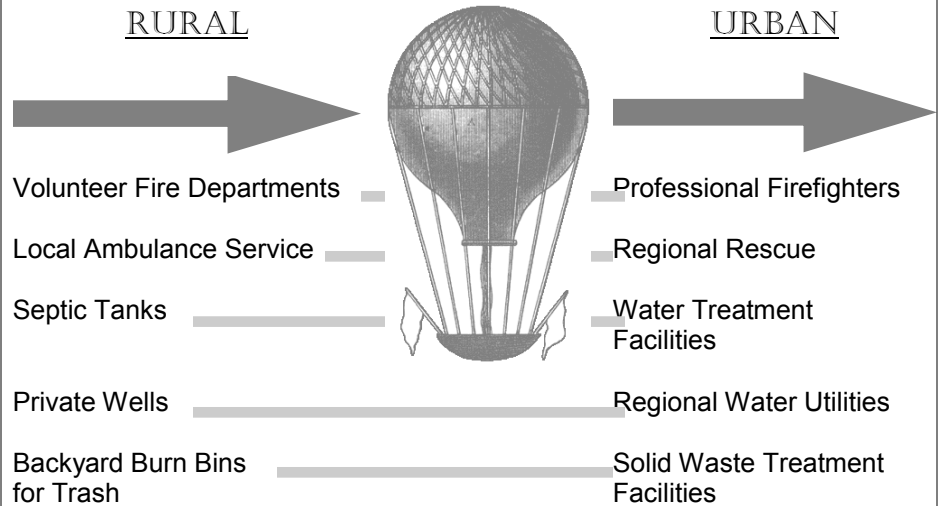 RURAL
URBAN
Volunteer Fire Departments
Professional Firefighters
Local Ambulance Service
Regional Rescue
Septic Tanks
Water Treatment
Facilities
Private Wells
Regional Water Utilities
Backyard Burn Bins
for Trash
Solid Waste Treatment
Facilities